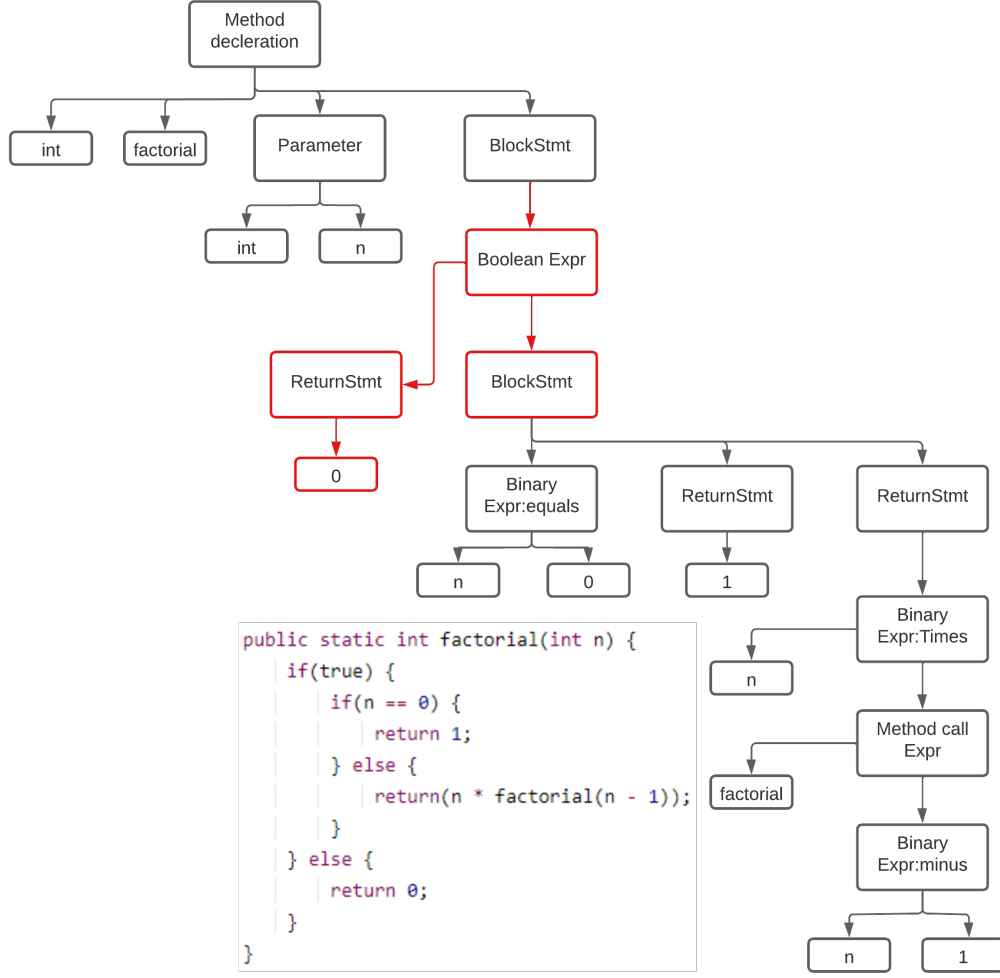 Method
decleration
int
factorial
Parameter
BlockStmt
int
n
Boolean Expr
ReturnStmt
BlockStmt
0
Binary
Expr:equals
ReturnStmt
ReturnStmt
n
0
1
Binary
Expr:Times
n
Method call
Expr
factorial
Binary
Expr:minus
n
1
public static int factorial(int n) {
if(true) {
if(n == 0) {
return 1;
} else {
return(n * factorial(n - 1));
}
} else {
return 0;
}
}